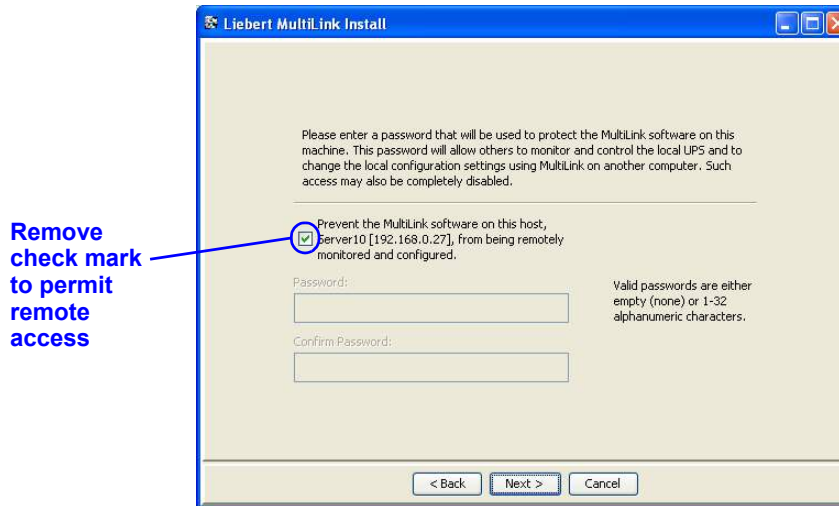 Liebert MultiLink Install
Please enter a password that will be used to protect the MultiLink software on this
machine. This password will allow others to monitor and control the local UPS and to
change the local configuration settings using MultiLink on another computer. Such
access may also be completely disabled.
Remove
check mark
to permit
remote
access
Prevent the MultiLink software on this host,
Server10 [192.168.0.27], from being remotely
monitored and configured.
Password:
Valid passwords are either
empty (none) or 1-32
alphanumeric characters.
Confirm Password:
< Back
Next >
Cancel